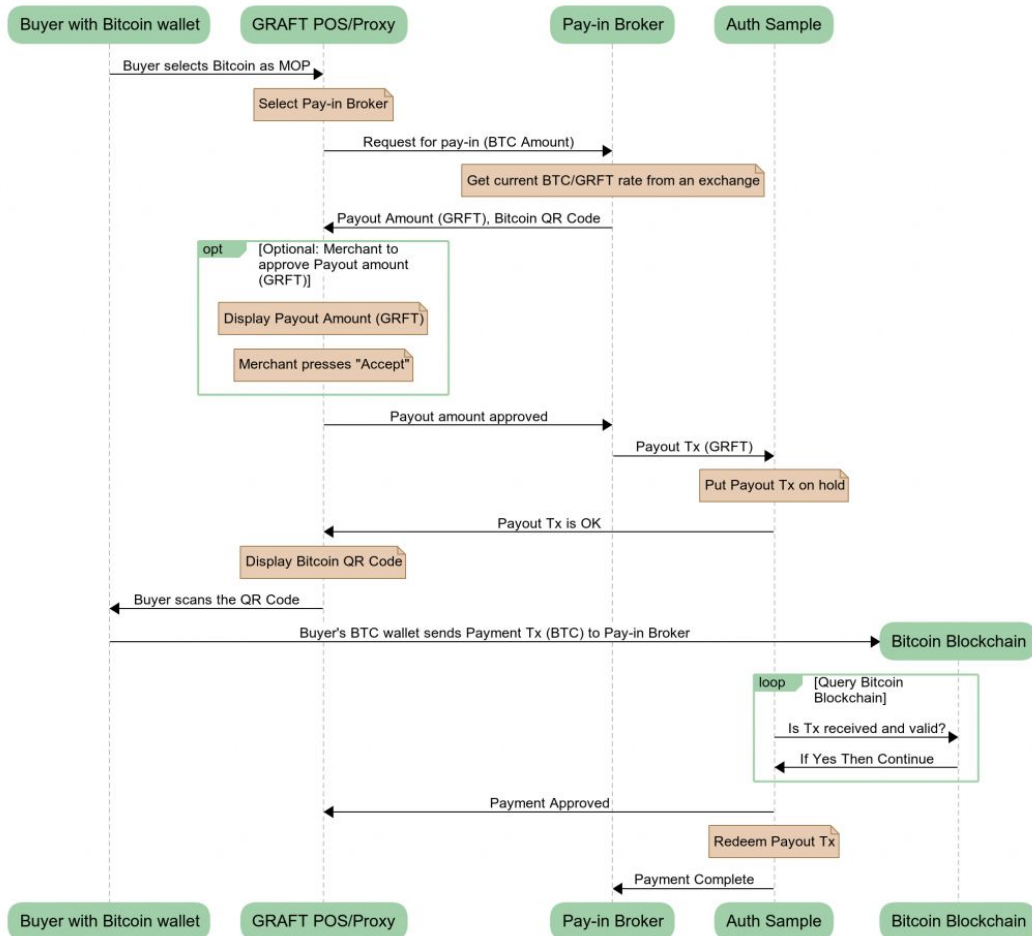 Buyer with Bitcoin wallet
GRAFT POS/Proxy
Pay-in Broker
Auth Sample
Buyer selects Bitcoin as MOP
Select Pay-in Broker
Request for pay-in (BTC Amount)
Get current BTC/GRFT rate from an exchange
Payout Amount (GRFT), Bitcoin QR Code
opt
[Optional: Merchant to
approve Payout amount
(GRFT)]
Display Payout Amount (GRFT)
Merchant presses "Accept"
Payout amount approved
Payout Tx (GRFT)
Put Payout Tx on hold
Payout Tx is OK
Display Bitcoin QR Code
Buyer scans the QR Code
Buyer's BTC wallet sends Payment Tx (BTC) to Pay-in Broker
Bitcoin Blockchain
loop
[Query Bitcoin
Blockchain]
Is Tx received and valid?
If Yes Then Continue
Payment Approved
Redeem Payout Tx
Payment Complete
Buyer with Bitcoin wallet
GRAFT POS/Proxy
Pay-in Broker
Auth Sample
Bitcoin Blockchain